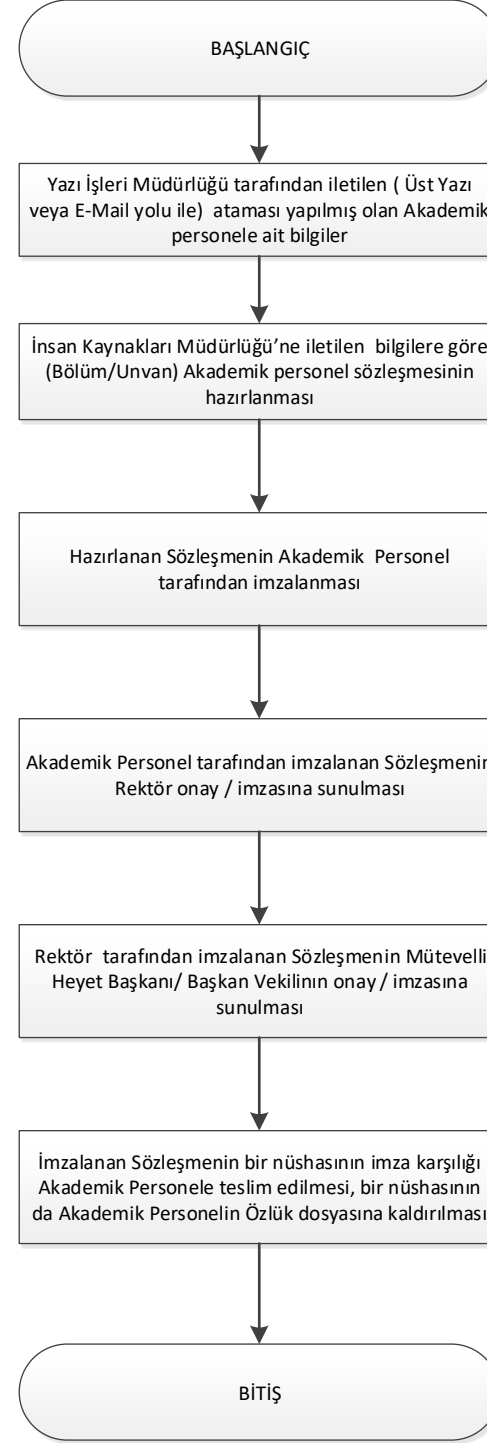 BAŞLANGIÇ
Yazı İşleri Müdürlüğü tarafından iletilen ( Üst Yazı
veya E-Mail yolu ile) ataması yapılmış olan Akademik
personele ait bilgiler
İnsan Kaynakları Müdürlüğü’ne iletilen bilgilere göre
(Bölüm/Unvan) Akademik personel sözleşmesinin
hazırlanması
Hazırlanan Sözleşmenin Akademik Personel
tarafından imzalanması
Akademik Personel tarafından imzalanan Sözleşmenin
Rektör onay / imzasına sunulması
Rektör tarafından imzalanan Sözleşmenin Mütevelli
Heyet Başkanı/ Başkan Vekilinın onay / imzasına
sunulması
İmzalanan Sözleşmenin bir nüshasının imza karşılığı
Akademik Personele teslim edilmesi, bir nüshasının
da Akademik Personelin Özlük dosyasına kaldırılması
BİTİŞ